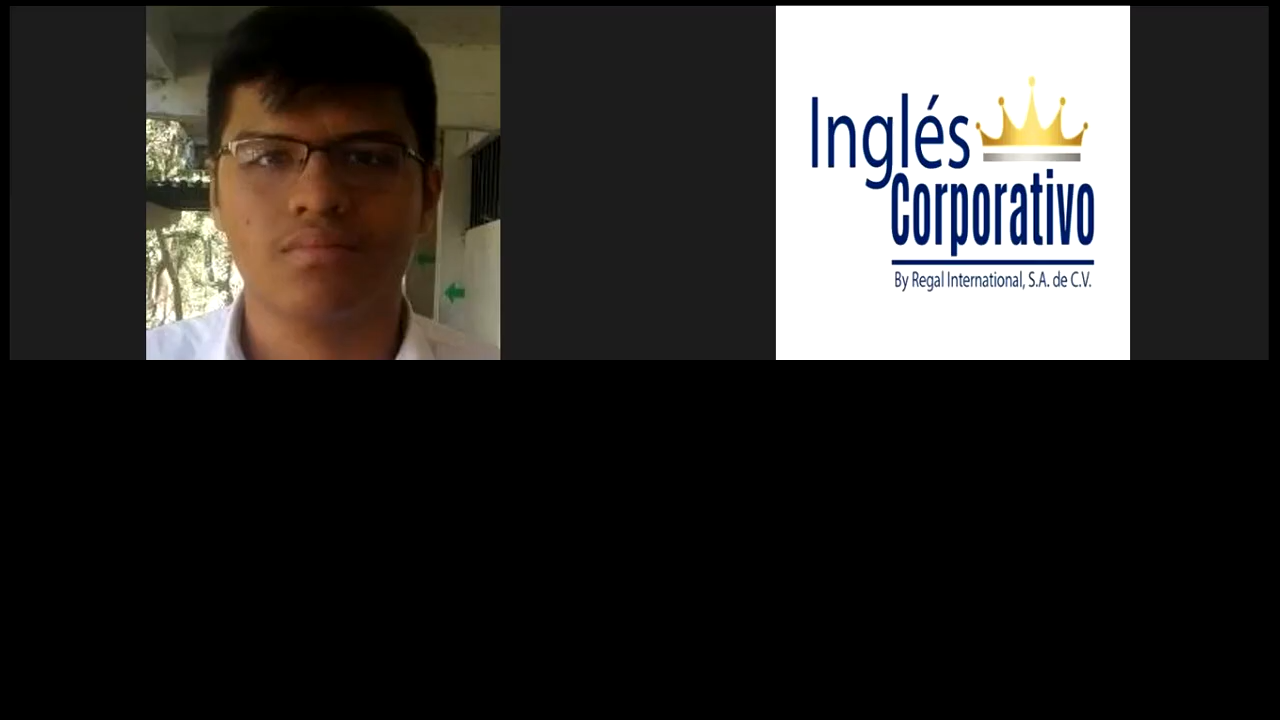 Inglés
Corporativo
By Regal International, S.A. de C.V.